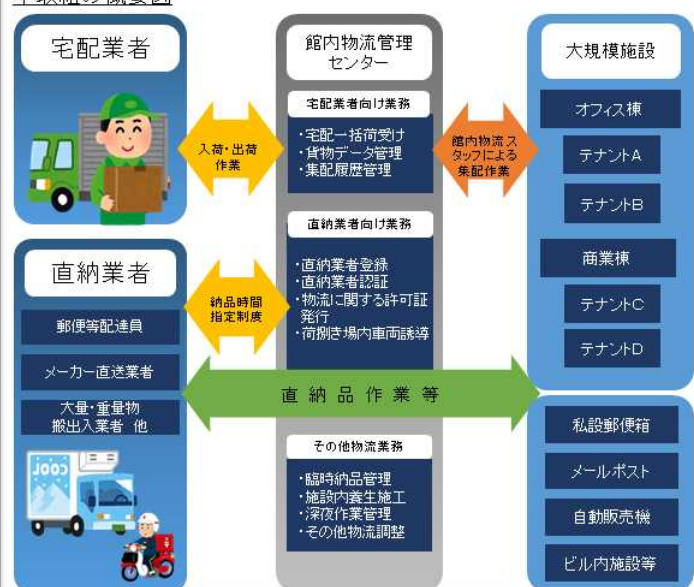 本取組の概要図
宅配業者
入荷・出荷
作業
館内物流管理
センター
宅配業者向け業務
・宅配一括荷受け
・貨物データ管理
・集配履歴管理
館内物流ス
タッフによる
集配作業
大規模施設
オフィス棟
テナントA
テナントB
商業棟
テナントC
テナントD
直納業者
郵便等配達員
メーカー直送業者
大量・重量物
搬出入業者 他
納品時間
指定制度
直納業者向け業務
・直納業者登録
・直納業者認証
・物流に関する許可証
発行
・荷捌き場内車両誘導
直納品作業等
その他物流業務
・臨時納品管理
・施設内養生施工
・深夜作業管理
・その他物流調整
私設郵便箱
メールポスト
自動販売機
ビル内施設等
COOL